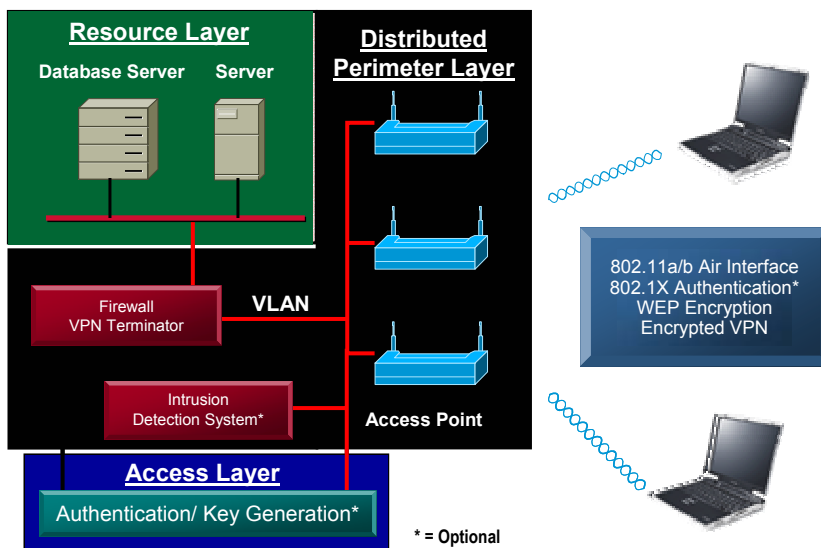 Resource Layer
Database Server
Server
Distributed
Perimeter Layer
802.11a/b Air Interface
802.1X Authentication*
WEP Encryption
Encrypted VPN
Firewall
VPN Terminator
VLAN
Intrusion
Detection System*
Access Point
Access Layer
Authentication/ Key Generation*
* = Optional